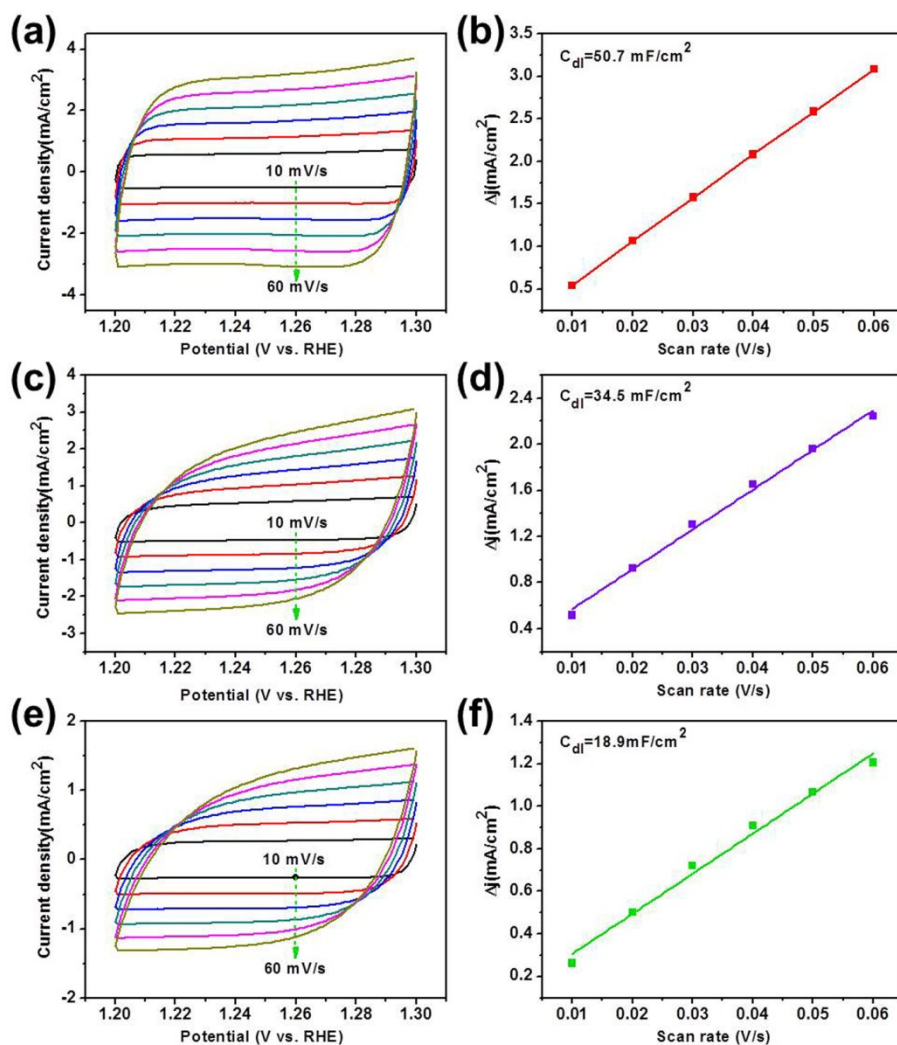 (a)
4
2
0
-2
-4
Current density(mA/cm²)
10 mV/s
60 mV/s
1.20 1.22 1.24 1.26 1.28 1.30
Potential (V vs. RHE)
(b)
C_dl=50.7 mF/cm²
3.5
3.0
2.5
2.0
1.5
1.0
0.5
Δj(mA/cm²)
0.01 0.02 0.03 0.04 0.05 0.06
Scan rate (V/s)
(c)
4
3
2
1
0
-1
-2
-3
Current density(mA/cm²)
10 mV/s
60 mV/s
1.20 1.22 1.24 1.26 1.28 1.30
Potential (V vs. RHE)
(d)
C_dl=34.5 mF/cm²
2.4
2.0
1.6
1.2
0.8
0.4
Δj(mA/cm²)
0.01 0.02 0.03 0.04 0.05 0.06
Scan rate (V/s)
(e)
2
1
0
-1
-2
Current density(mA/cm²)
10 mV/s
60 mV/s
1.20 1.22 1.24 1.26 1.28 1.30
Potential (V vs. RHE)
(f)
C_dl=18.9mF/cm²
1.4
1.2
1.0
0.8
0.6
0.4
0.2
Δj(mA/cm²)
0.01 0.02 0.03 0.04 0.05 0.06
Scan rate (V/s)